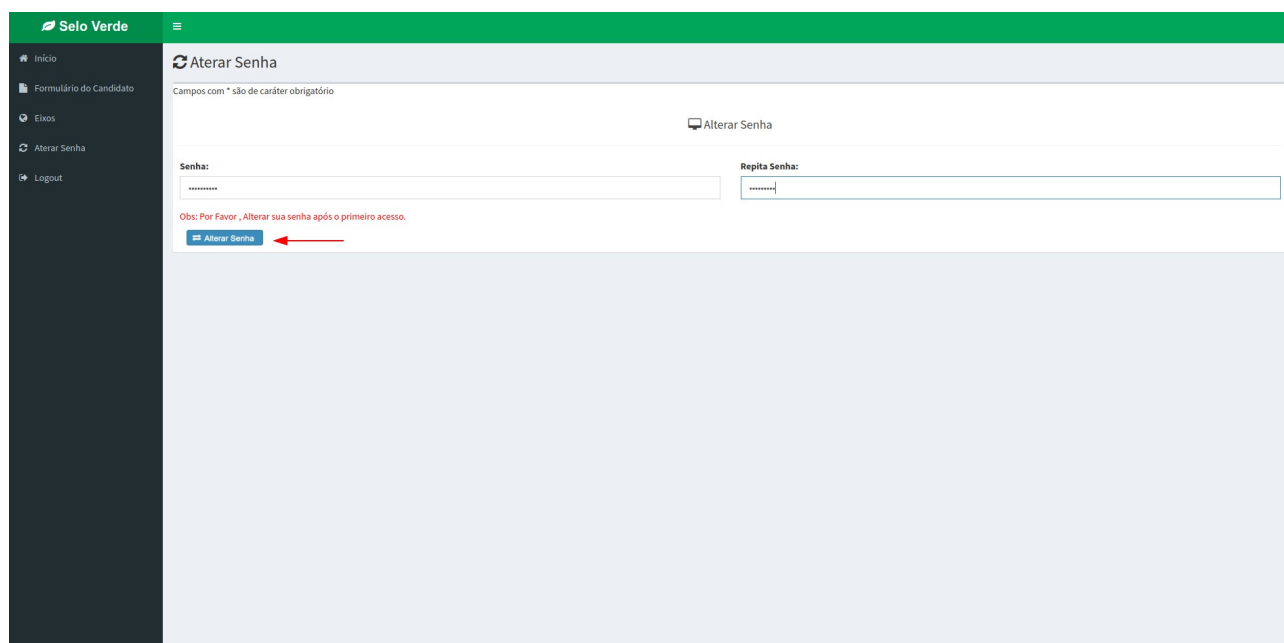 Selo Verde
Início
Formulário do Candidato
Eixos
Aterar Senha
Logout
Aterar Senha
Campos com * são de caráter obrigatório
Alterar Senha
Senha: Repita Senha:
•••••••••• •••••••••
Obs: Por Favor , Alterar sua senha após o primeiro acesso.
Alterar Senha